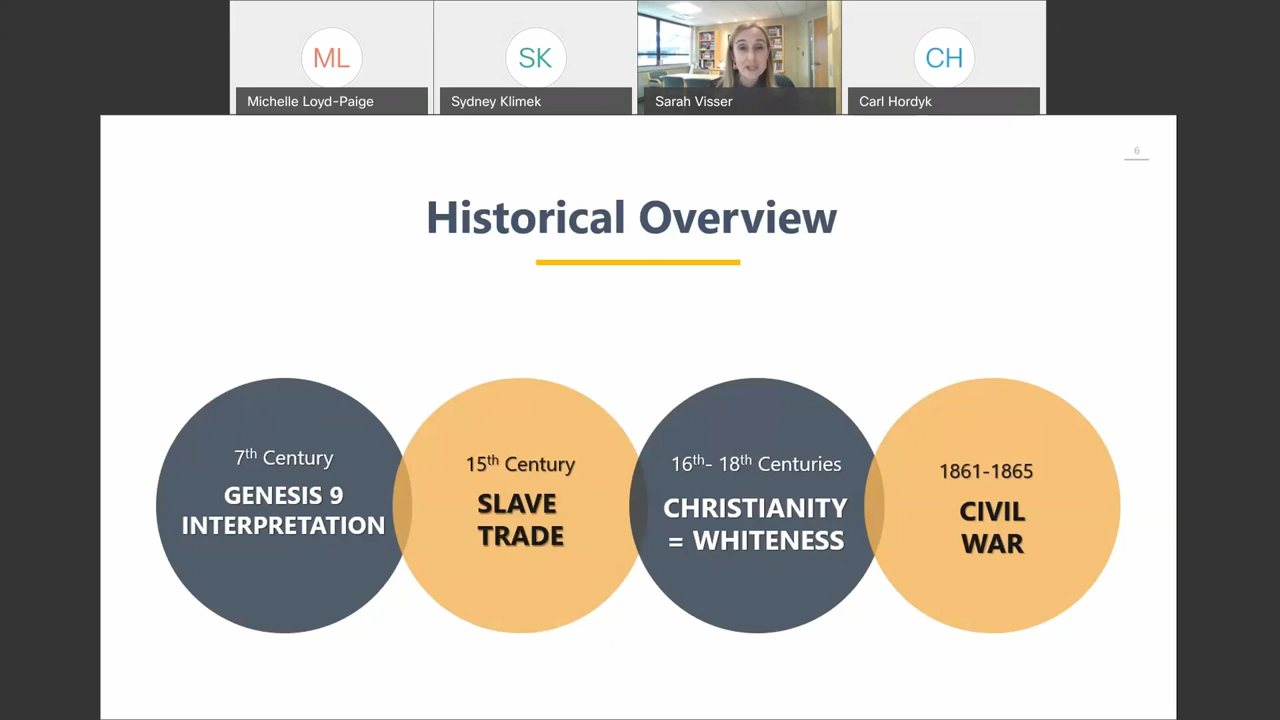 ML
SK
CH
Michelle Loyd-Paige
Sydney Klimek
Sarah Visser
Carl Hordyk
6
Historical Overview
7th Century
GENESIS 9
INTERPRETATION
15th Century
SLAVE
TRADE
16th- 18th Centuries
CHRISTIANITY
= WHITENESS
1861-1865
CIVIL
WAR